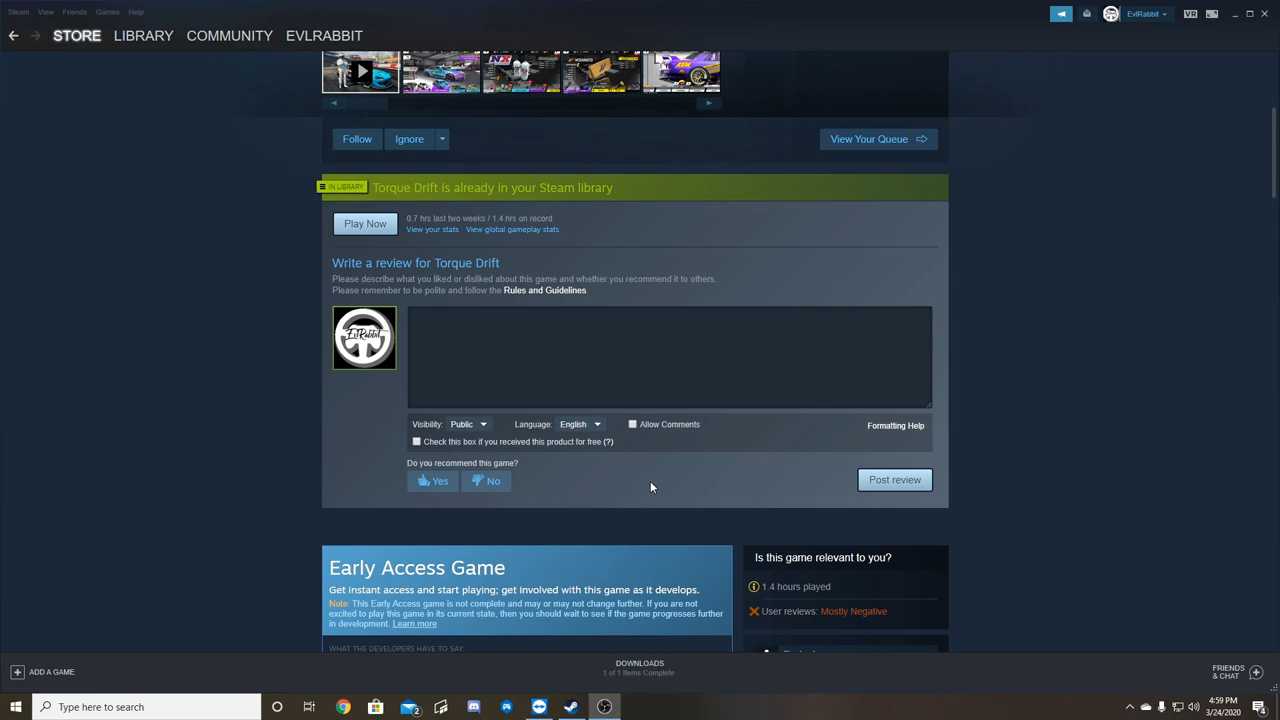 Steam View Friends Games Help
EvlRabbit
VR
STORE LIBRARY COMMUNITY EVLRABBIT
Follow Ignore
View Your Queue
IN LIBRARY
Torque Drift is already in your Steam library
Play Now
0.7 hrs last two weeks / 1.4 hrs on record
View your stats View global gameplay stats
Write a review for Torque Drift
Please describe what you liked or disliked about this game and whether you recommend it to others.
Please remember to be polite and follow the Rules and Guidelines.
EvlRabbit
Visibility: Public Language: English Allow Comments
Formatting Help
Check this box if you received this product for free (?)
Do you recommend this game?
Yes No
Post review
Early Access Game
Get instant access and start playing; get involved with this game as it develops.
Note: This Early Access game is not complete and may or may not change further. If you are
excited to play this game in its current state, then you should wait to see if the game progresses further
in development. Learn more
WHAT THE DEVELOPERS HAVE TO SAY:
Is this game relevant to you?
1.4 hours played
User reviews: Mostly Negative
ADD A GAME
DOWNLOADS
1 of 1 Items Complete
FRIENDS
& CHAT
Type here to search
2
4:59 PM
3/24/2020